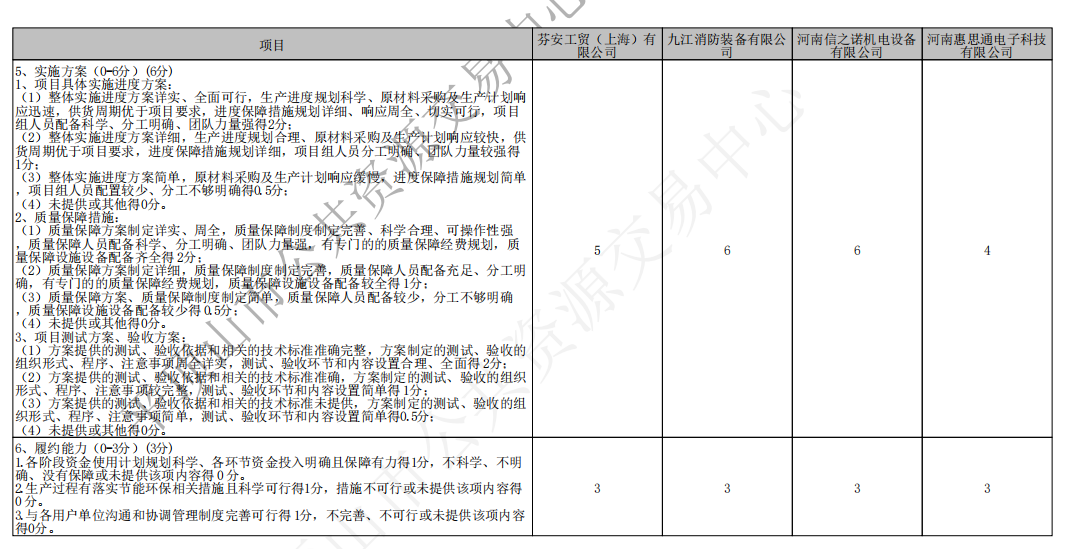 项目
芬安工贸（上海）有
限公司
九江消防装备有限公
司
河南信之诺机电设备
有限公司
河南惠思通电子科技
有限公司
5、实施方案（0-6分）(6分)
1、项目具体实施进度方案：
（1）整体实施进度方案详实、全面可行，生产进度规划科学、原材料采购及生产计划响
应迅速，供货周期优于项目要求，进度保障措施规划详细、响应周全、切实可行，项目
组人员配备科学、分工明确、团队力量强得2分；
（2）整体实施进度方案详细，生产进度规划合理、原材料采购及生产计划响应较快，供
货周期优于项目要求，进度保障措施规划详细，项目组人员分工明确、团队力量较强得
1分；
（3）整体实施进度方案简单，原材料采购及生产计划响应缓慢，进度保障措施规划简单
，项目组人员配置较少、分工不够明确得0.5分；
（4）未提供或其他得0分。
2、质量保障措施：
（1）质量保障方案制定详实、周全，质量保障制度制定完善、科学合理、可操作性强
，质量保障人员配备科学、分工明确、团队力量强，有专门的的质量保障经费规划，质
量保障设施设备配备齐全得2分；
（2）质量保障方案制定详细，质量保障制度制定完善，质量保障人员配备充足、分工明
确，有专门的的质量保障经费规划，质量保障设施设备配备较全得1分；
（3）质量保障方案、质量保障制度制定简单，质量保障人员配备较少，分工不够明确
，质量保障设施设备配备较少得0.5分；
（4）未提供或其他得0分。
3、项目测试方案、验收方案：
（1）方案提供的测试、验收依据和相关的技术标准准确完整，方案制定的测试、验收的
组织形式、程序、注意事项周全详实，测试、验收环节和内容设置合理、全面得2分；
（2）方案提供的测试、验收依据和相关的技术标准准确，方案制定的测试、验收的组织
形式、程序、注意事项较完整，测试、验收环节和内容设置简单得1分；
（3）方案提供的测试、验收依据和相关的技术标准未提供，方案制定的测试、验收的组
织形式、程序、注意事项简单，测试、验收环节和内容设置简单得0.5分；
（4）未提供或其他得0分。
5
6
6
4
6、履约能力（0-3分）(3分)
1.各阶段资金使用计划规划科学、各环节资金投入明确且保障有力得1分，不科学、不明
确、没有保障或未提供该项内容得0分。
2.生产过程有落实节能环保相关措施且科学可行得1分，措施不可行或未提供该项内容得
0分。
3.与各用户单位沟通和协调管理制度完善可行得1分，不完善、不可行或未提供该项内容
得0分。
3
3
3
3
山市公共资源交易中心
山市公共资源交易中心